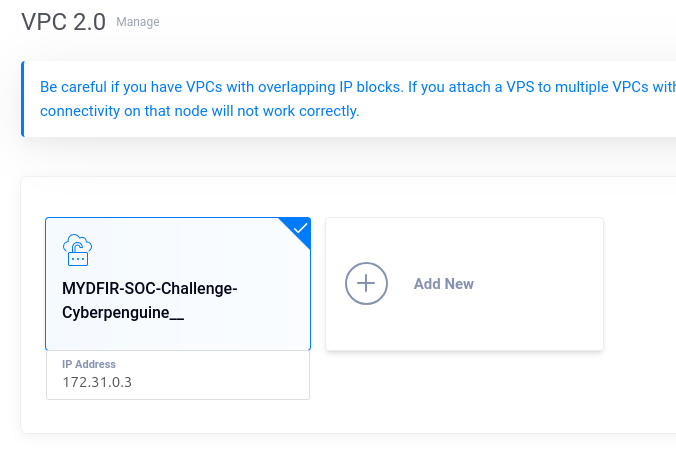 VPC 2.0 Manage
Be careful if you have VPCs with overlapping IP blocks. If you attach a VPS to multiple VPCs with
connectivity on that node will not work correctly.
MYDFIR-SOC-Challenge-
Cyberpenguine__
Add New
IP Address
172.31.0.3